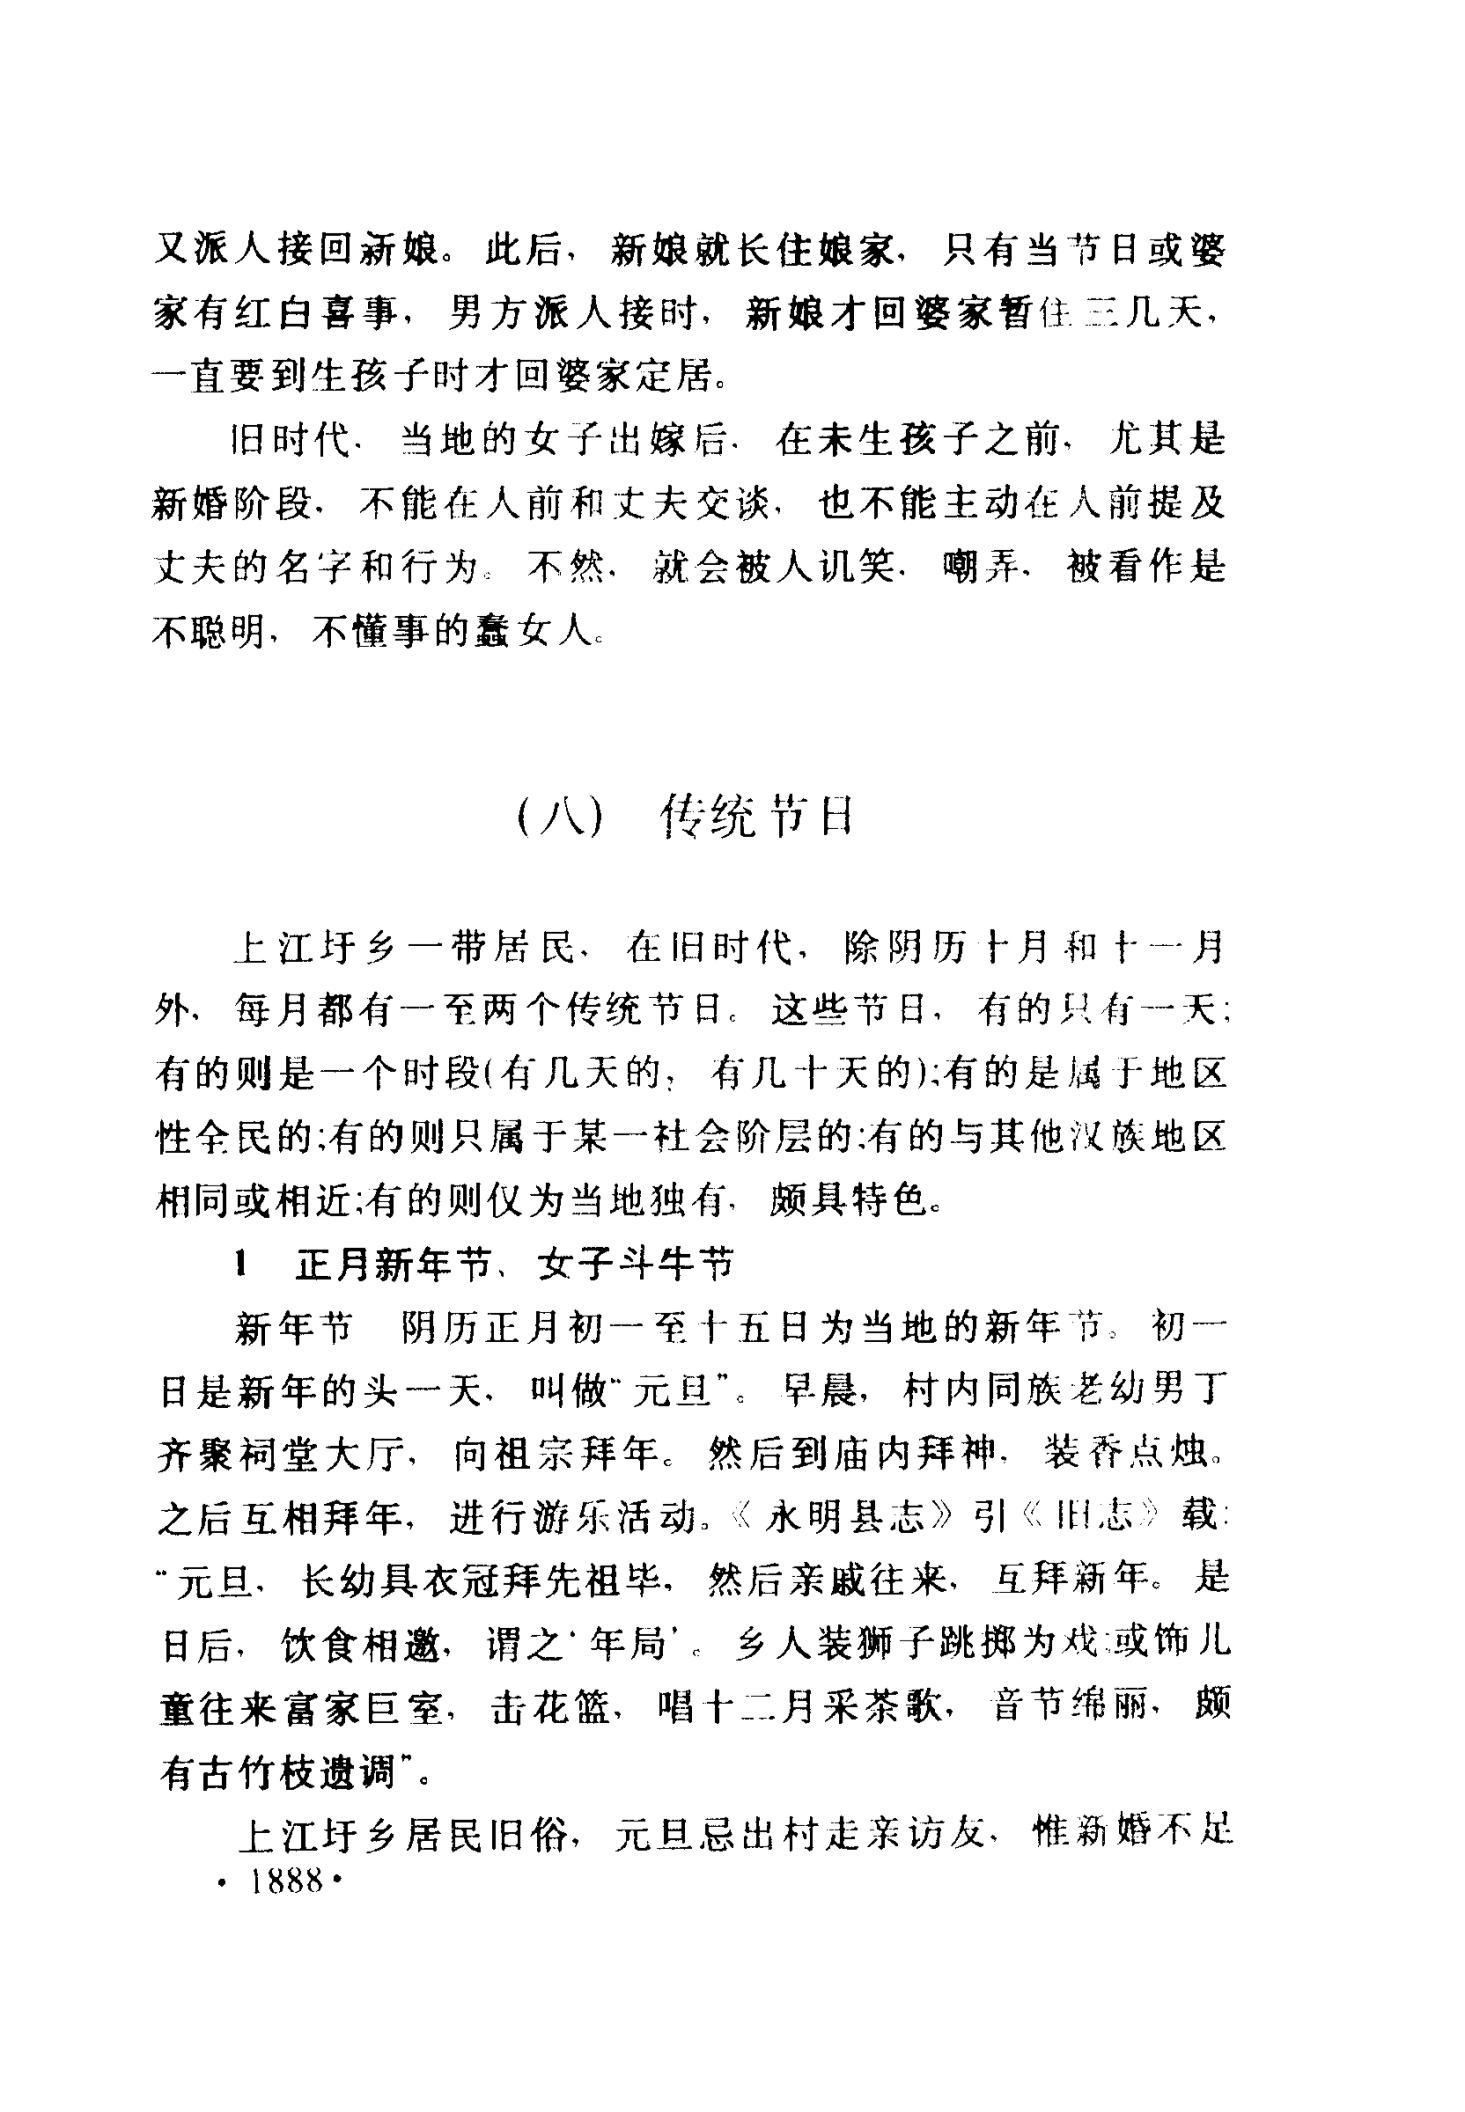 又派人接回新娘。此后，新娘就长住娘家，只有当节日或婆
家有红白喜事，男方派人接时，新娘才回婆家暂住三几天，
一直要到生孩子时才回婆家定居。
旧时代，当地的女子出嫁后，在未生孩子之前，尤其是
新婚阶段，不能在人前和丈夫交谈，也不能主动在人前提及
丈夫的名字和行为。不然，就会被人讥笑，嘲弄，被看作是
不聪明，不懂事的蠢女人。
(八) 传统节日
上江圩乡一带居民，在旧时代，除阴历十月和十一月
外，每月都有一至两个传统节日。这些节日，有的只有一天；
有的则是一个时段(有几天的，有几十天的)；有的是属于地区
性全民的；有的则只属于某一社会阶层的；有的与其他汉族地区
相同或相近；有的则仅为当地独有，颇具特色。
1 正月新年节、女子斗牛节
新年节 阴历正月初一至十五日为当地的新年节。初一
日是新年的头一天，叫做“元旦”。早晨，村内同族老幼男丁
齐聚祠堂大厅，向祖宗拜年。然后到庙内拜神，装香点烛。
之后互相拜年，进行游乐活动。《永明县志》引《旧志》载：
“元旦，长幼具衣冠拜先祖毕，然后亲戚往来，互拜新年。是
日后，饮食相邀，谓之‘年局’。乡人装狮子跳掷为戏；或饰儿
童往来富家巨室，击花篮，唱十二月采茶歌，音节绵丽，颇
有古竹枝遗调”。
上江圩乡居民旧俗，元旦忌出村走亲访友，惟新婚不足
·1888·